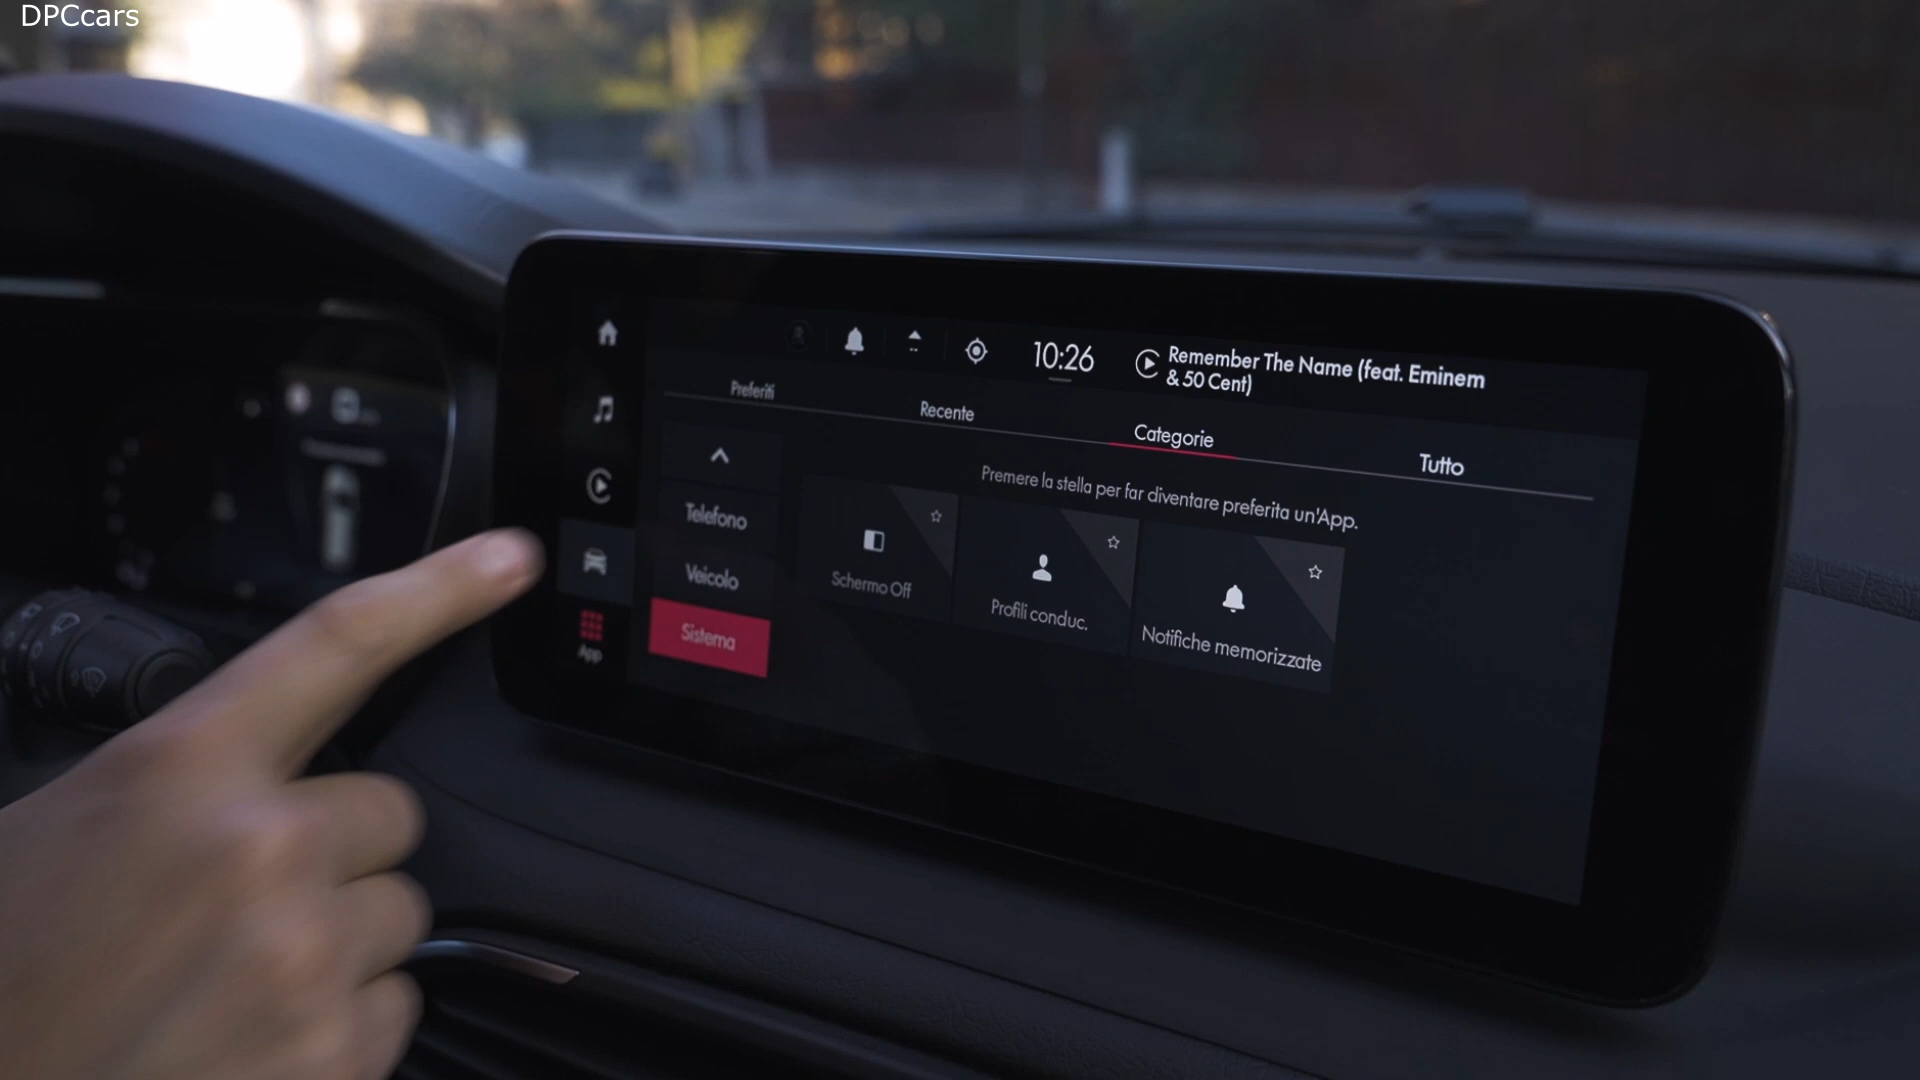 DPCcars
10:26
Remember The Name (feat. Eminem
& 50 Cent)
Preferiti
Recente
Categorie
Tutto
Premere la stella per far diventare preferita un'App.
Telefono
Veicolo
Sistema
Schermo Off
Profili conduc.
Notifiche memorizzate
App